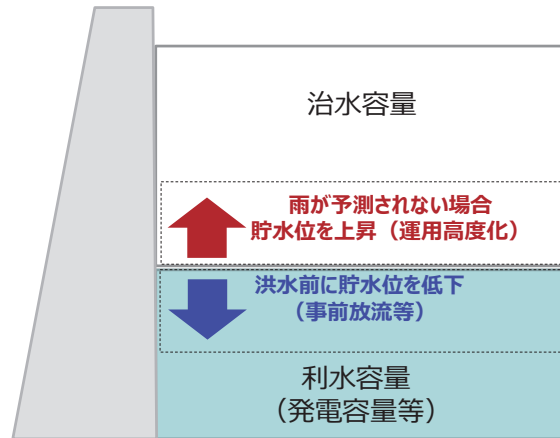 治水容量
雨が予測されない場合
貯水位を上昇（運用高度化）
洪水前に貯水位を低下
（事前放流等）
利水容量
（発電容量等）